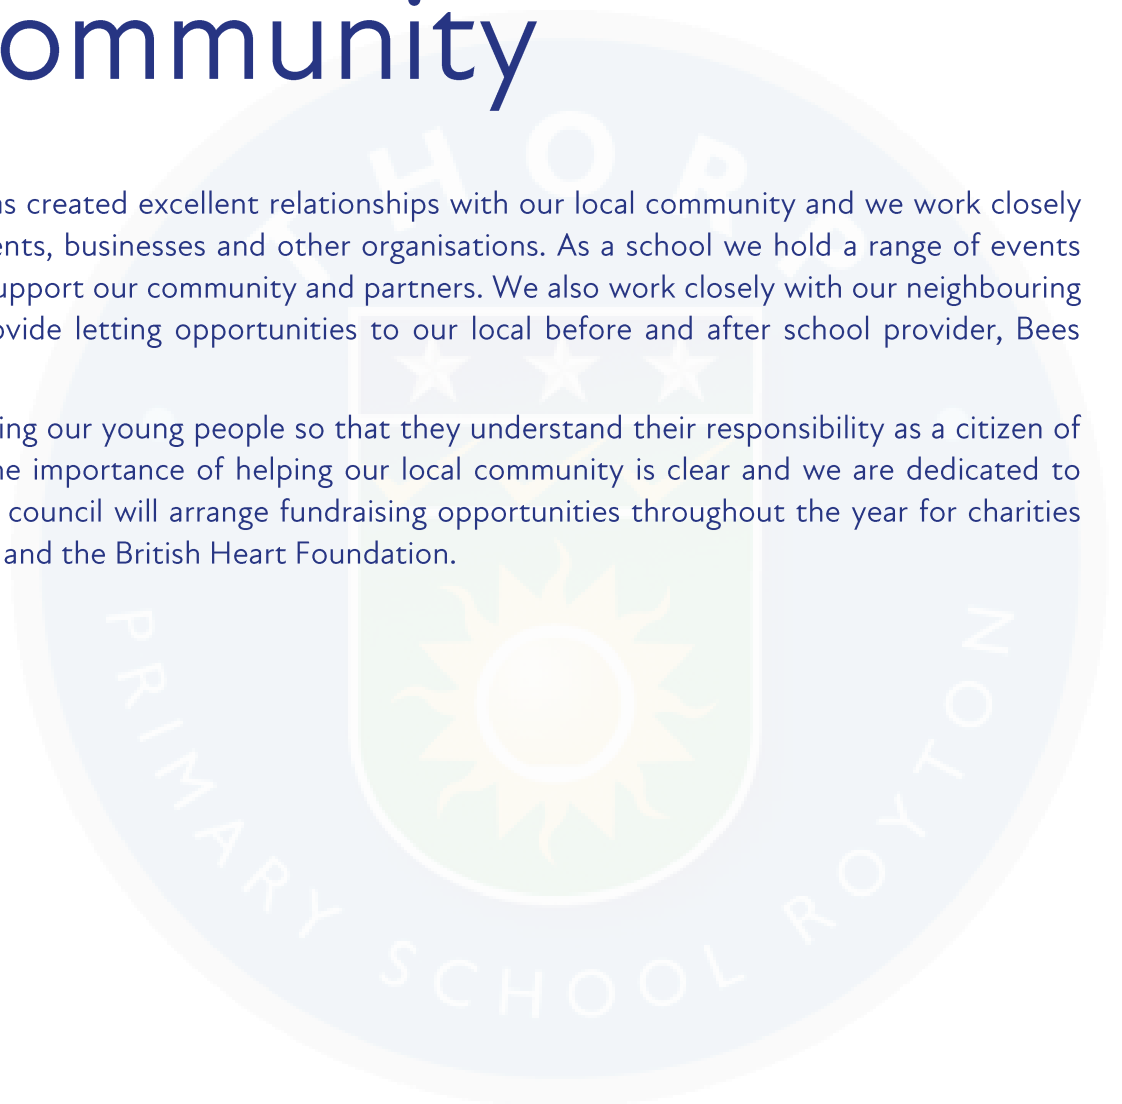 ommunity
as created excellent relationships with our local community and we work closely
ents, businesses and other organisations. As a school we hold a range of events
upport our community and partners. We also work closely with our neighbouring
ovide letting opportunities to our local before and after school provider, Bees
ing our young people so that they understand their responsibility as a citizen of
he importance of helping our local community is clear and we are dedicated to
council will arrange fundraising opportunities throughout the year for charities
and the British Heart Foundation.
THORP
PRIMARY SCHOOL ROYTON